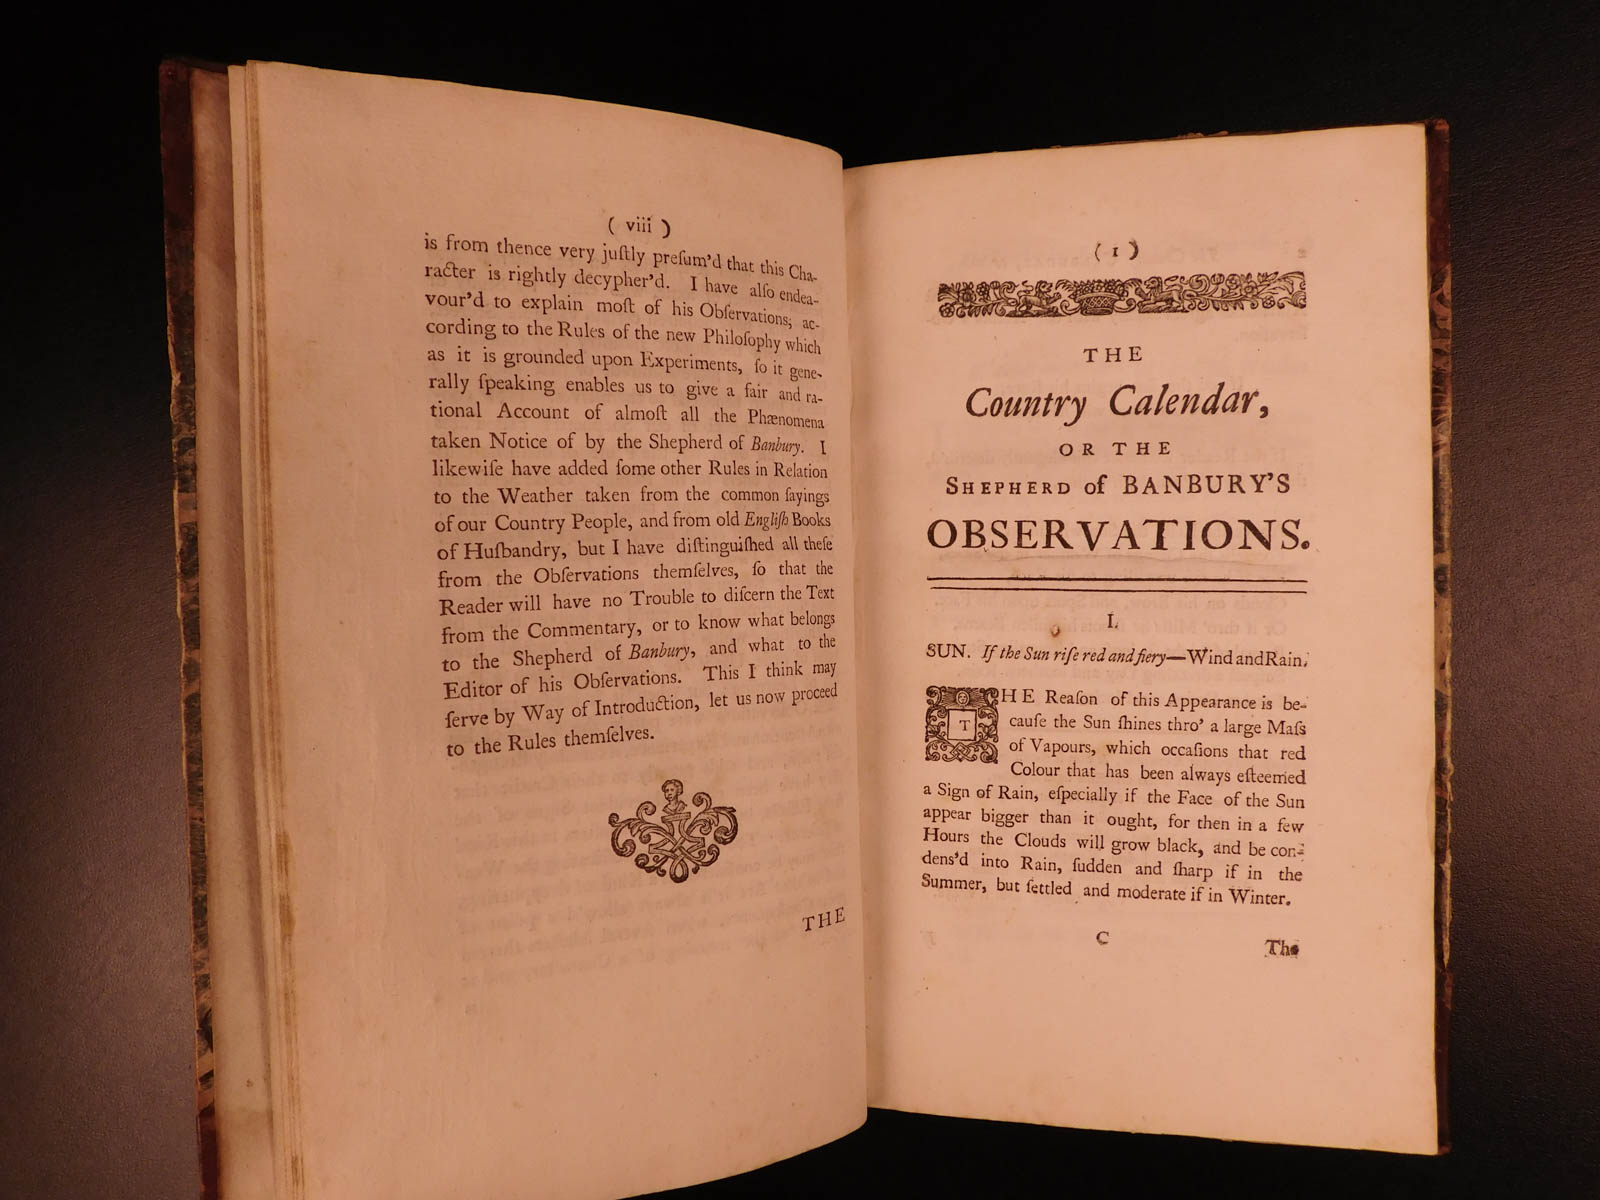 ( viii )
is from thence very juſtly preſum'd that this Cha-
racter is rightly decypher'd. I have alſo endea-
vour'd to explain moſt of his Obſervations, ac-
cording to the Rules of the new Philoſophy which
as it is grounded upon Experiments, ſo it gene-
rally ſpeaking enables us to give a fair and ra-
tional Account of almoſt all the Phænomena
taken Notice of by the Shepherd of Banbury. I
likewiſe have added ſome other Rules in Relation
to the Weather taken from the common ſayings
of our Country People, and from old Engliſh Books
of Huſbandry, but I have diſtinguiſhed all theſe
from the Obſervations themſelves, ſo that the
Reader will have no Trouble to diſcern the Text
from the Commentary, or to know what belongs
to the Shepherd of Banbury, and what to the
Editor of his Obſervations. This I think may
ſerve by Way of Introduction, let us now proceed
to the Rules themſelves.
THE
( 1 )
THE
Country Calendar,
OR THE
SHEPHERD of BANBURY'S
OBSERVATIONS.
I.
SUN. If the Sun riſe red and fiery—Wind and Rain.
THE Reaſon of this Appearance is be-
cauſe the Sun ſhines thro' a large Maſs
of Vapours, which occaſions that red
Colour that has been always eſteemed
a Sign of Rain, eſpecially if the Face of the Sun
appear bigger than it ought, for then in a few
Hours the Clouds will grow black, and be con-
dens'd into Rain, ſudden and ſharp if in the
Summer, but ſettled and moderate if in Winter.
C
The